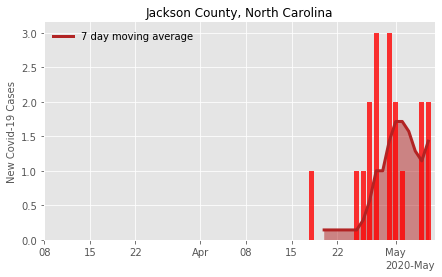 Jackson County, North Carolina
7 day moving average
New Covid-19 Cases
3.0
2.5
2.0
1.5
1.0
0.5
0.0
08 15 22 Apr 08 15 22 May
2020-May